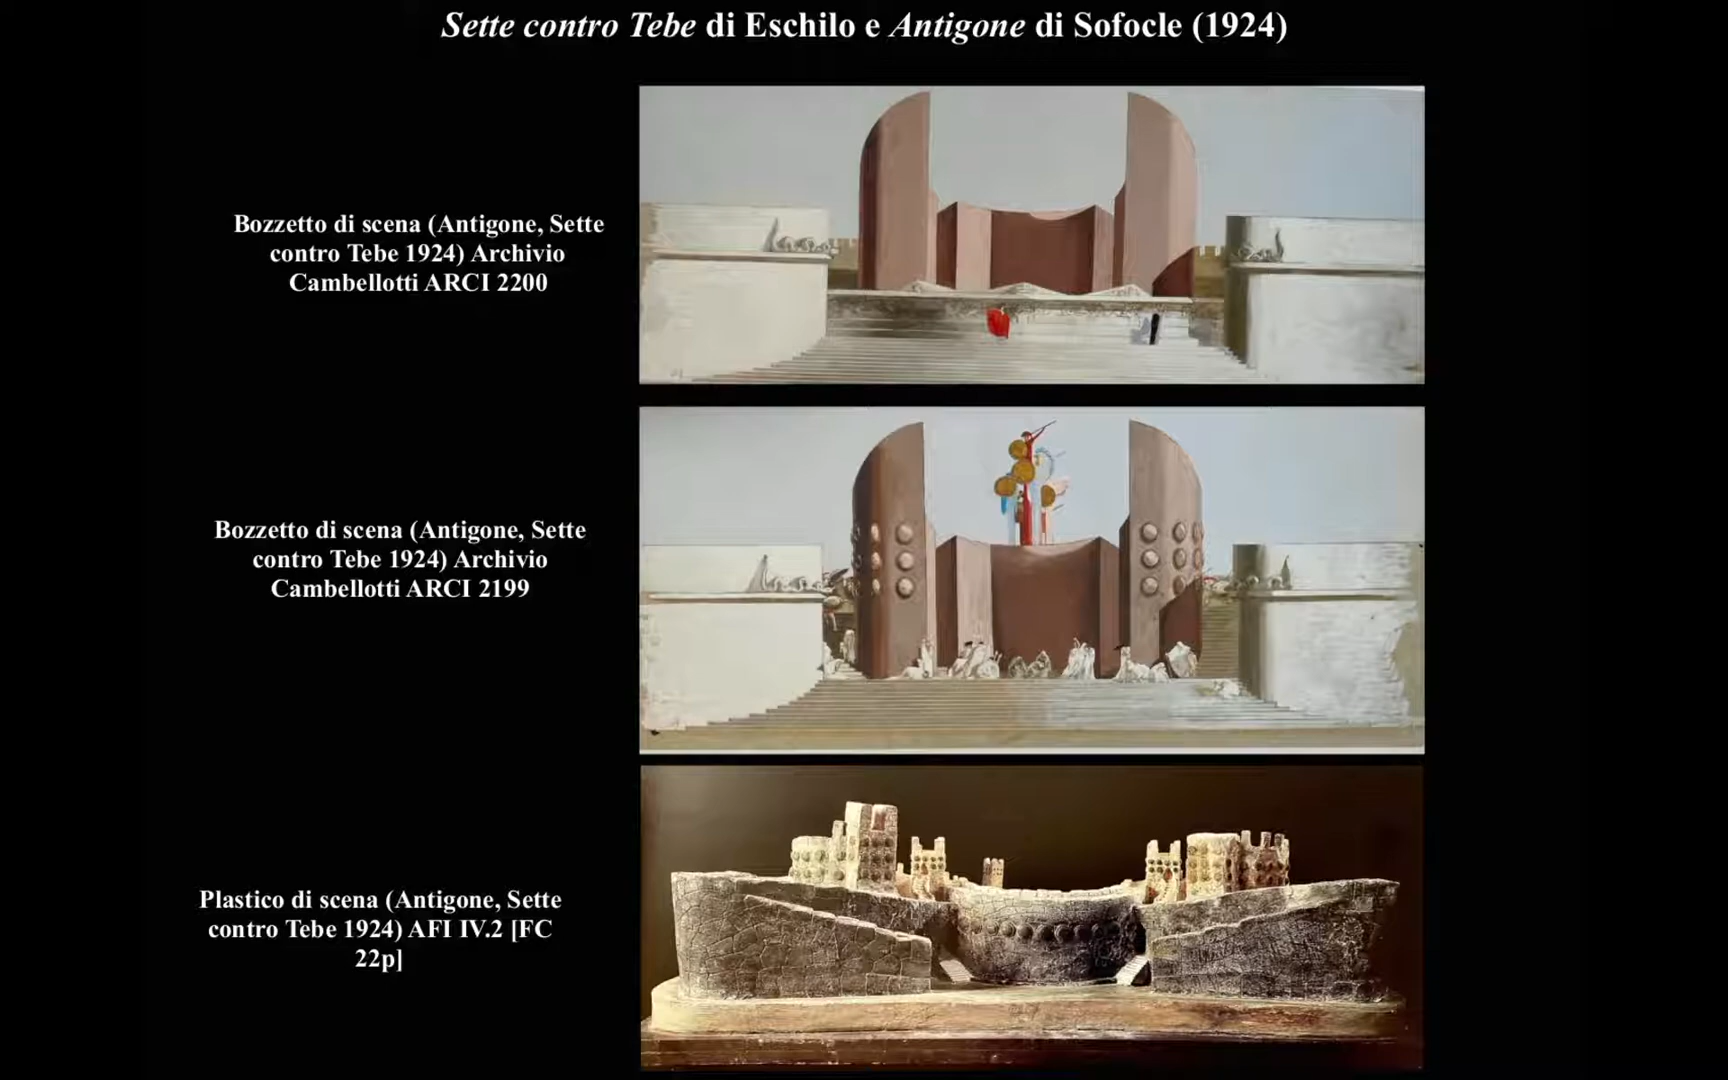 Sette contro Tebe di Eschilo e Antigone di Sofocle (1924)
Bozzetto di scena (Antigone, Sette
contro Tebe 1924) Archivio
Cambellotti ARCI 2200
Bozzetto di scena (Antigone, Sette
contro Tebe 1924) Archivio
Cambellotti ARCI 2199
Plastico di scena (Antigone, Sette
contro Tebe 1924) AFI IV.2 [FC
22p]